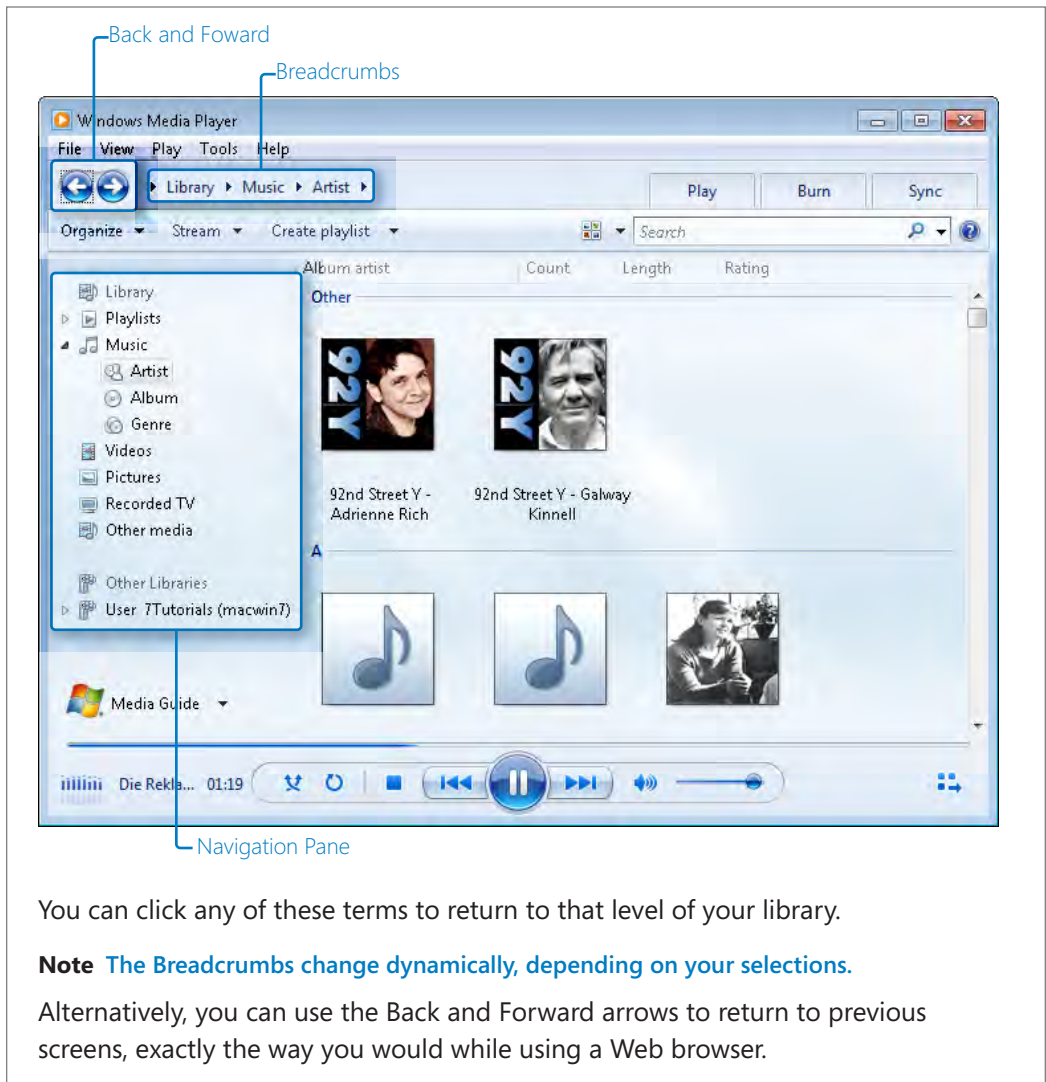 Back and Foward
Breadcrumbs
Windows Media Player
File View Play Tools Help
Library Music Artist
Play Burn Sync
Organize Stream Create playlist Search
Album artist Count Length Rating
Library
Playlists
Music
Artist
Album
Genre
Videos
Pictures
Recorded TV
Other media
Other Libraries
User 7Tutorials (macwin7)
Other
92Y
92Y
92nd Street Y -
Adrienne Rich
92nd Street Y - Galway
Kinnell
A
Media Guide
Die Rekla... 01:19
Navigation Pane
You can click any of these terms to return to that level of your library.
Note The Breadcrumbs change dynamically, depending on your selections.
Alternatively, you can use the Back and Forward arrows to return to previous
screens, exactly the way you would while using a Web browser.